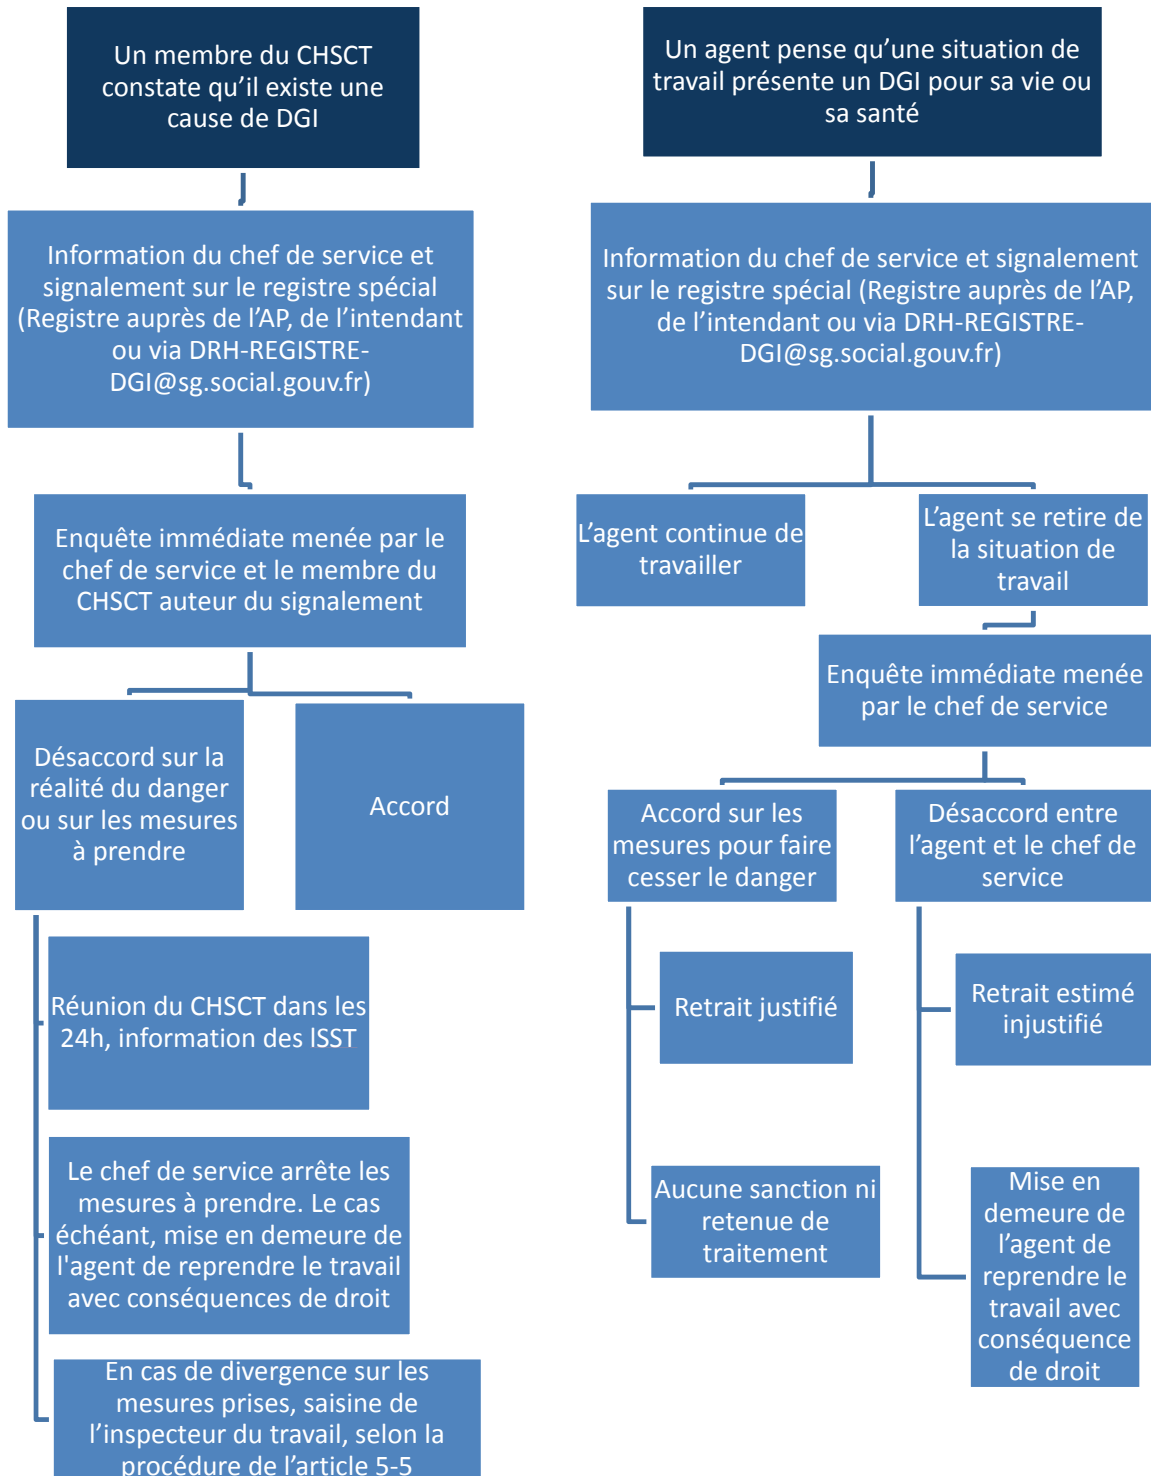 Un membre du CHSCT
constate qu’il existe une
cause de DGI
Information du chef de service et
signalement sur le registre spécial
(Registre auprès de l’AP, de l’intendant
ou via DRH-REGISTRE-
DGI@sg.social.gouv.fr)
Enquête immédiate menée par le
chef de service et le membre du
CHSCT auteur du signalement
Désaccord sur la
réalité du danger
ou sur les mesures
à prendre
Accord
Réunion du CHSCT dans les
24h, information des ISST
Le chef de service arrête les
mesures à prendre. Le cas
échéant, mise en demeure de
l'agent de reprendre le travail
avec conséquences de droit
En cas de divergence sur les
mesures prises, saisine de
l’inspecteur du travail, selon la
procédure de l’article 5-5
Un agent pense qu’une situation de
travail présente un DGI pour sa vie ou
sa santé
Information du chef de service et signalement
sur le registre spécial (Registre auprès de l’AP,
de l’intendant ou via DRH-REGISTRE-
DGI@sg.social.gouv.fr)
L’agent continue de
travailler
L’agent se retire de
la situation de
travail
Enquête immédiate menée
par le chef de service
Accord sur les
mesures pour faire
cesser le danger
Désaccord entre
l’agent et le chef de
service
Retrait justifié
Retrait estimé
injustifié
Aucune sanction ni
retenue de
traitement
Mise en
demeure de
l’agent de
reprendre le
travail avec
conséquence
de droit